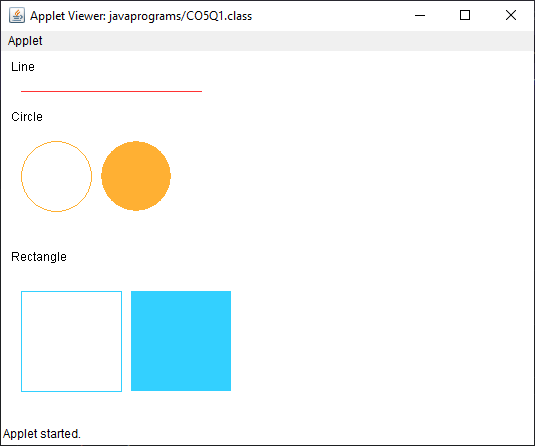 Applet Viewer: javaprograms/CO5Q1.class
Applet
Line
Circle
Rectangle
Applet started.